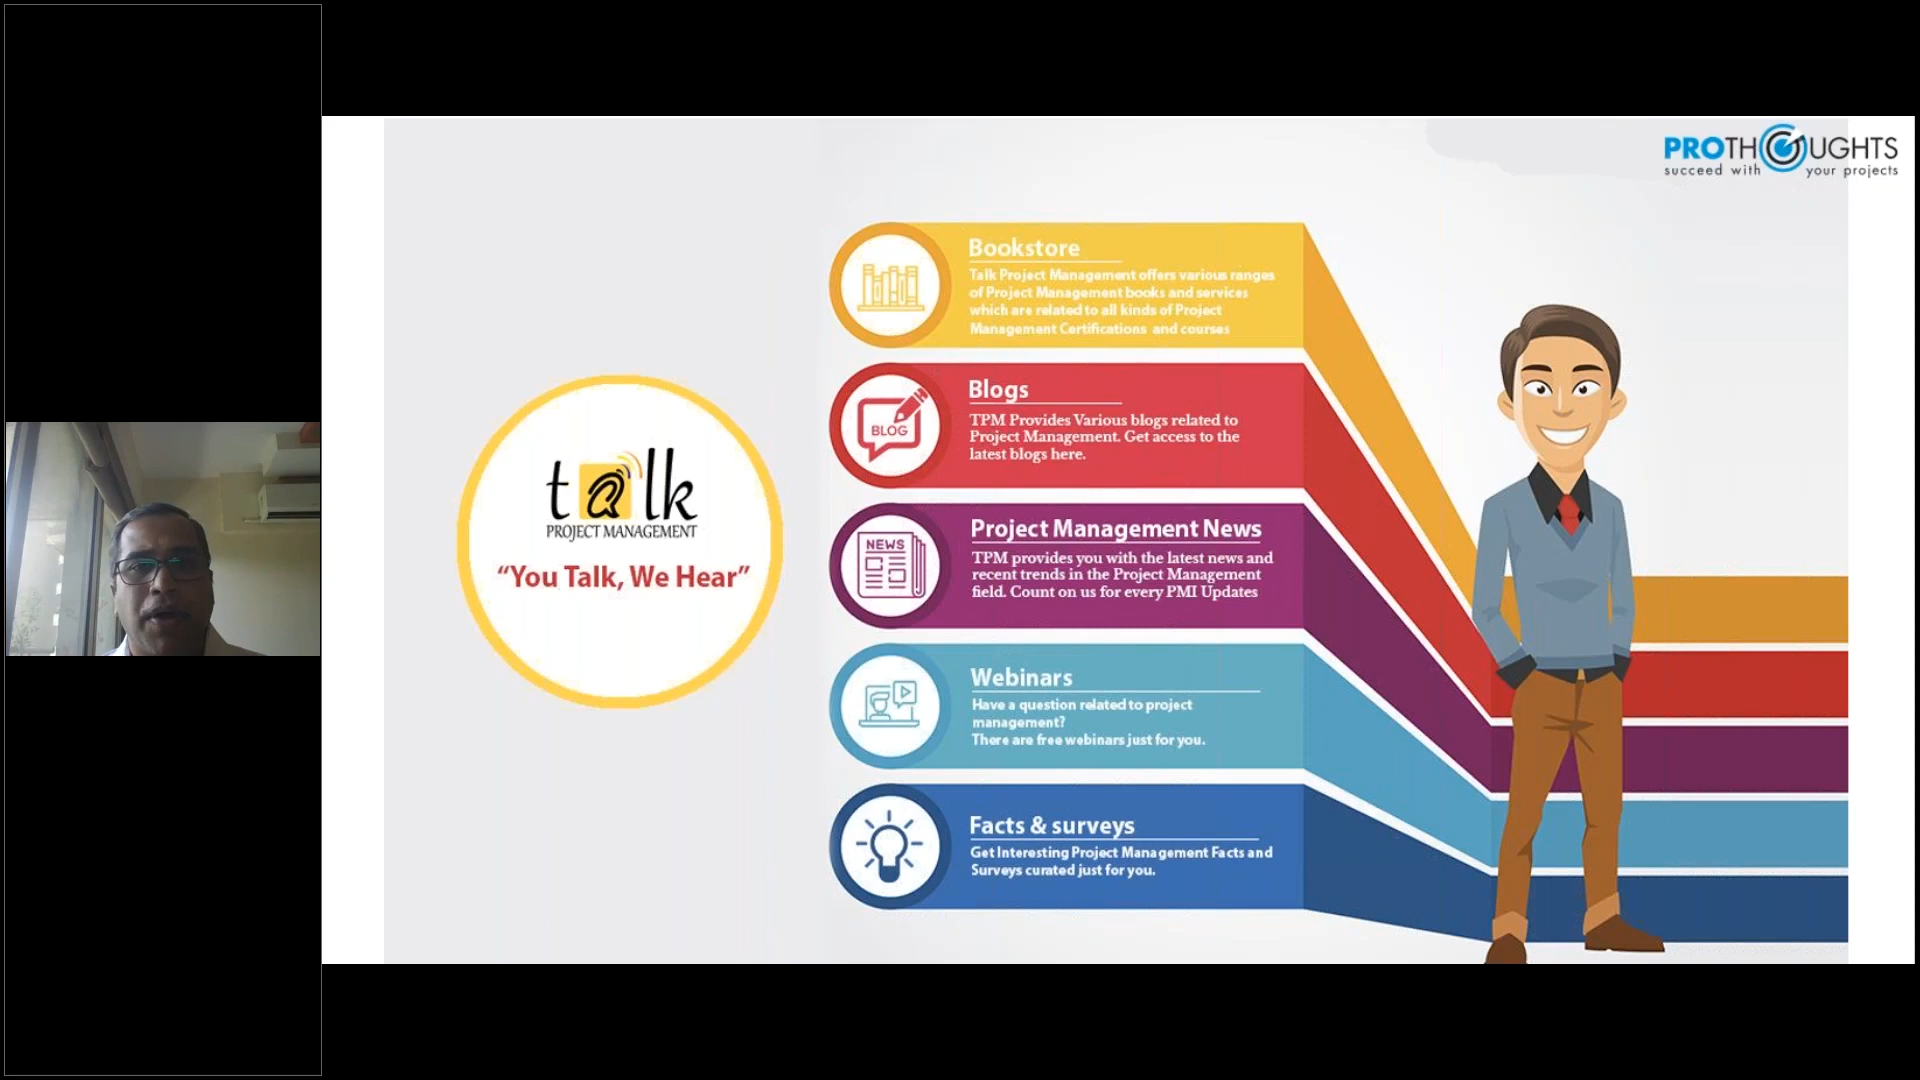 PROTHOUGHTS
succeed with your projects
talk
PROJECT MANAGEMENT
“You Talk, We Hear”
Bookstore
Talk Project Management offers various ranges
of Project Management books and services
which are related to all kinds of Project
Management Certifications and courses
BLOG
Blogs
TPM Provides Various blogs related to
Project Management. Get access to the
latest blogs here.
NEWS
Project Management News
TPM provides you with the latest news and
recent trends in the Project Management
field. Count on us for every PMI Updates
Webinars
Have a question related to project
management?
There are free webinars just for you.
Facts & surveys
Get Interesting Project Management Facts and
Surveys curated just for you.